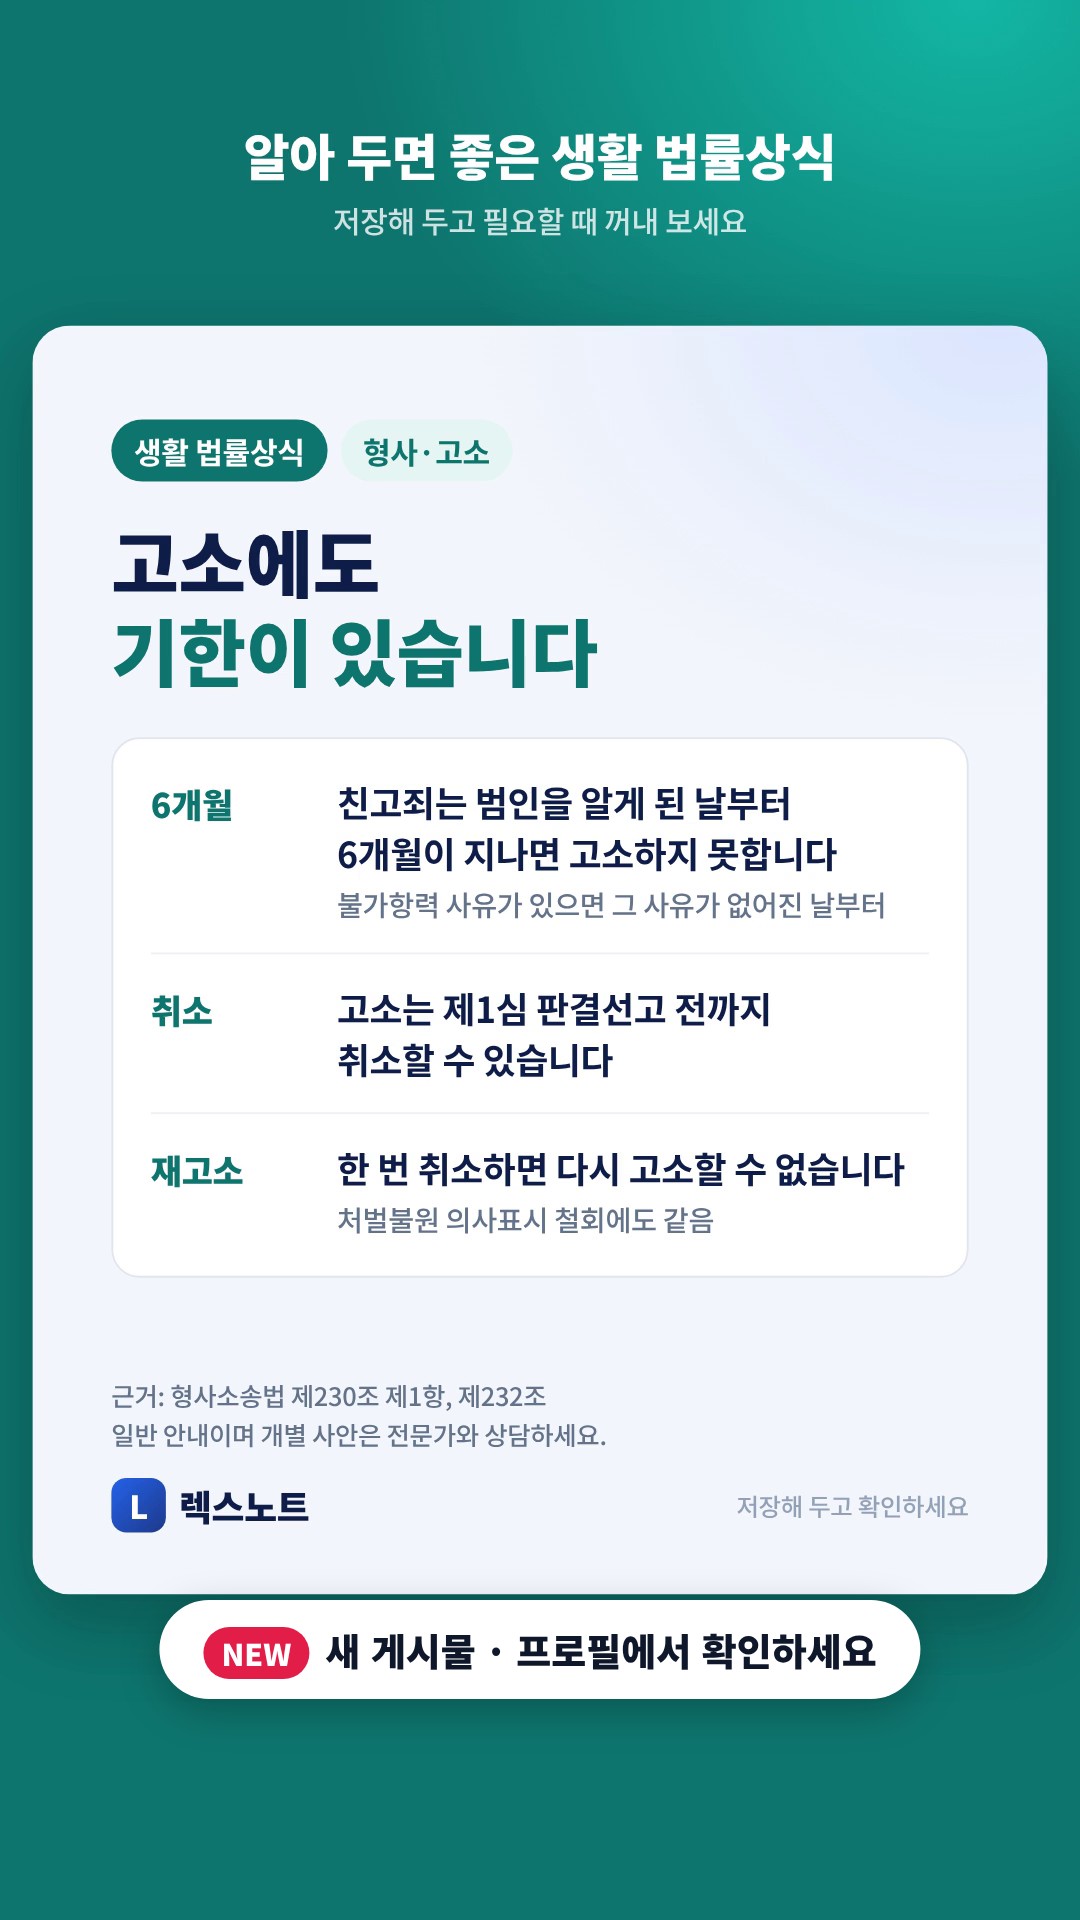 알아 두면 좋은 생활 법률상식
저장해 두고 필요할 때 꺼내 보세요
생활 법률상식
형사·고소
고소에도
기한이 있습니다
6개월
친고죄는 범인을 알게 된 날부터
6개월이 지나면 고소하지 못합니다
불가항력 사유가 있으면 그 사유가 없어진 날부터
취소
고소는 제1심 판결선고 전까지
취소할 수 있습니다
재고소
한 번 취소하면 다시 고소할 수 없습니다
처벌불원 의사표시 철회에도 같음
근거: 형사소송법 제230조 제1항, 제232조
일반 안내이며 개별 사안은 전문가와 상담하세요.
L 렉스노트
저장해 두고 확인하세요
NEW 새 게시물 · 프로필에서 확인하세요